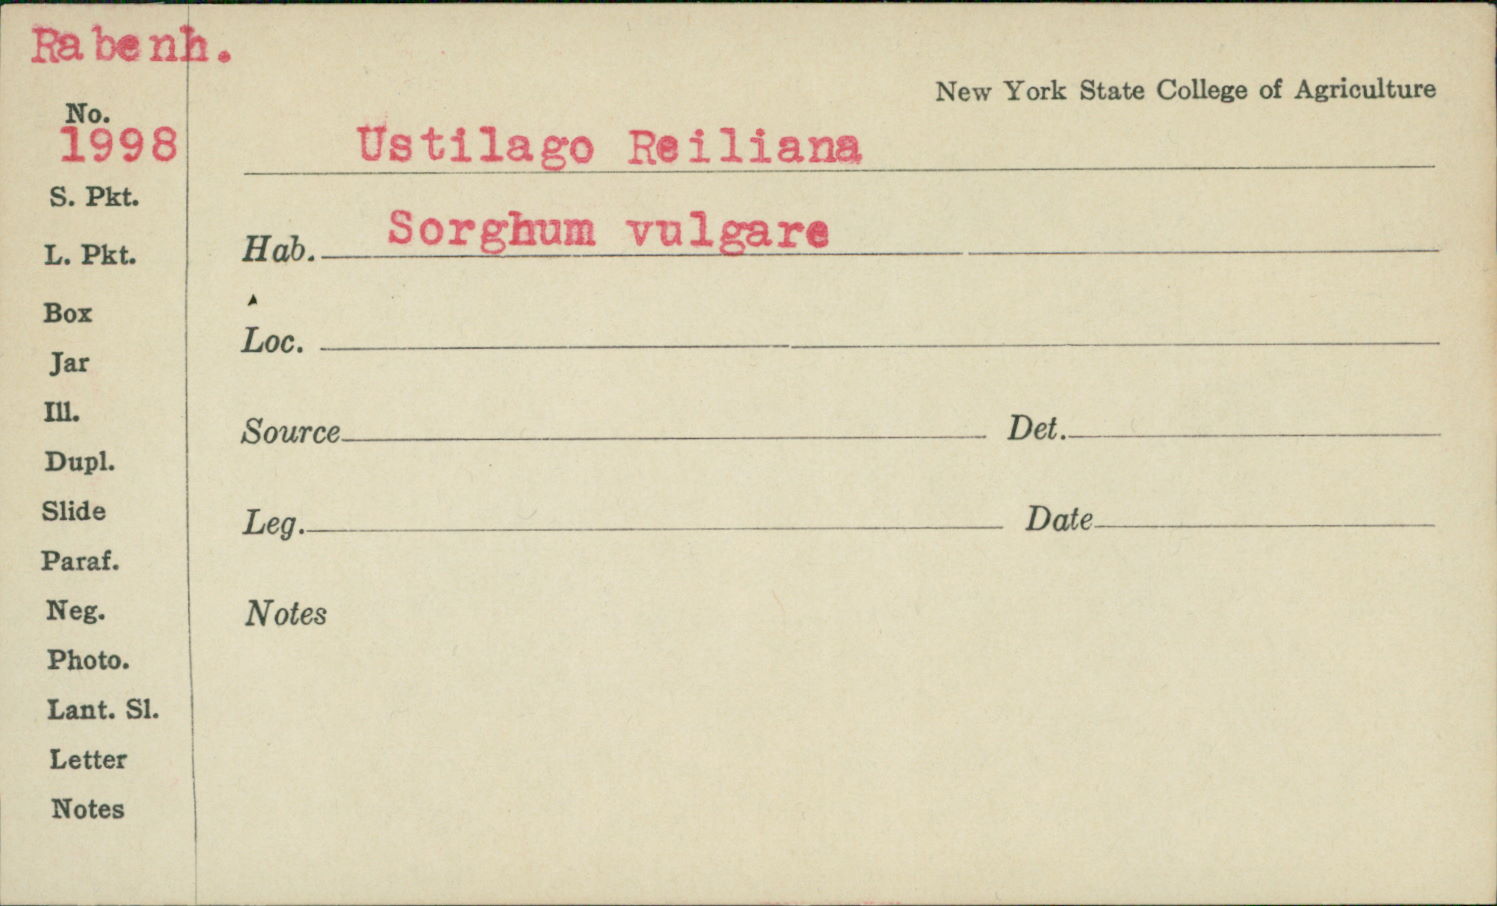 Rabenh.
New York State College of Agriculture
No.
1998
Ustilago Reiliana
S. Pkt.
Hab. Sorghum vulgare
L. Pkt.
Box
Loc.
Jar
Ill.
Source Det.
Dupl.
Slide
Leg. Date
Paraf.
Neg.
Notes
Photo.
Lant. Sl.
Letter
Notes